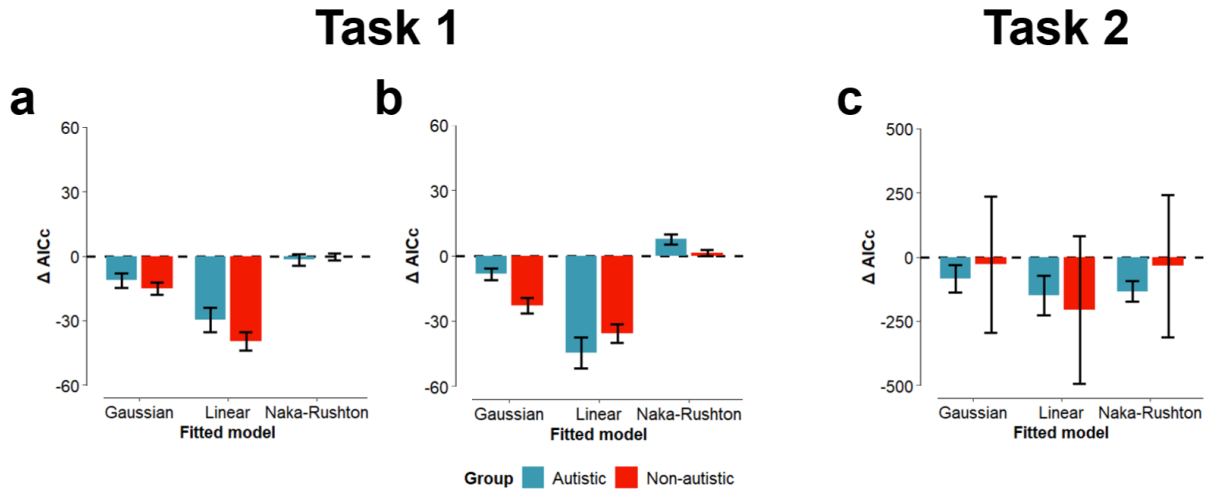 Task 1 Task 2
a b c
60 60 500
30 30 250
0 0 0
-30 -30 -250
-60 -60 -500
Δ AICc Δ AICc Δ AICc
Gaussian Linear Naka-Rushton Gaussian Linear Naka-Rushton Gaussian Linear Naka-Rushton
Fitted model Fitted model Fitted model
Group Autistic Non-autistic